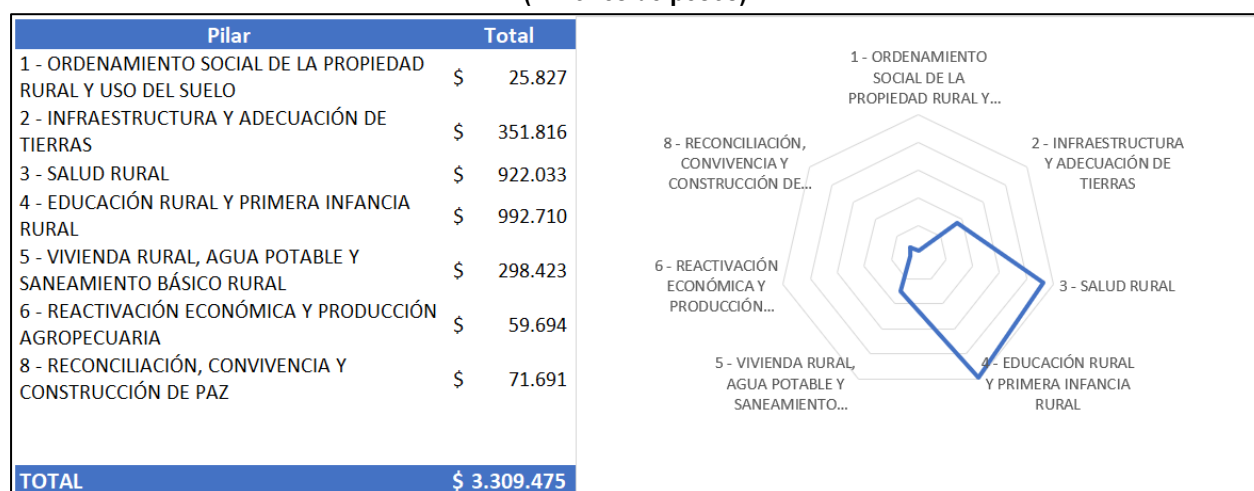 Pilar Total
1 - ORDENAMIENTO SOCIAL DE LA PROPIEDAD
RURAL Y USO DEL SUELO
$ 25.827
2 - INFRAESTRUCTURA Y ADECUACIÓN DE
TIERRAS
$ 351.816
3 - SALUD RURAL $ 922.033
4 - EDUCACIÓN RURAL Y PRIMERA INFANCIA
RURAL
$ 992.710
5 - VIVIENDA RURAL, AGUA POTABLE Y
SANEAMIENTO BÁSICO RURAL
$ 298.423
6 - REACTIVACIÓN ECONÓMICA Y PRODUCCIÓN
AGROPECUARIA
$ 59.694
8 - RECONCILIACIÓN, CONVIVENCIA Y
CONSTRUCCIÓN DE PAZ
$ 71.691
TOTAL $ 3.309.475
1 - ORDENAMIENTO
SOCIAL DE LA
PROPIEDAD RURAL Y...
2 - INFRAESTRUCTURA
Y ADECUACIÓN DE
TIERRAS
3 - SALUD RURAL
4 - EDUCACIÓN RURAL
Y PRIMERA INFANCIA
RURAL
5 - VIVIENDA RURAL,
AGUA POTABLE Y
SANEAMIENTO...
6 - REACTIVACIÓN
ECONÓMICA Y
PRODUCCIÓN...
8 - RECONCILIACIÓN,
CONVIVENCIA Y
CONSTRUCCIÓN DE...